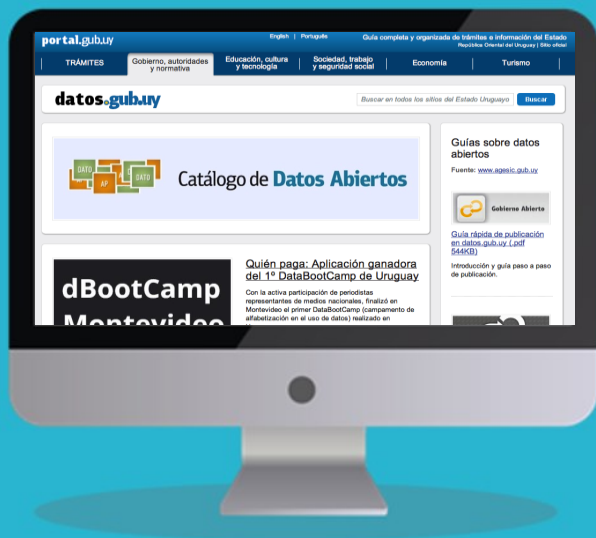 portal.gub.uy
English | Português
Guía completa y organizada de trámites e información del Estado
República Oriental del Uruguay | Sitio oficial
TRÁMITES
Gobierno, autoridades
y normativa
Educación, cultura
y tecnología
Sociedad, trabajo
y seguridad social
Economía
Turismo
datos.gub.uy
Buscar en todos los sitios del Estado Uruguayo
Buscar
DATO
AP
DATO
Catálogo de Datos Abiertos
Guías sobre datos
abiertos
Fuente: www.agesic.gub.uy
Gobierno Abierto
Guía rápida de publicación
en datos.gub.uy (.pdf
544KB)
Introducción y guía paso a paso
de publicación.
dBootCamp
Montevideo
Quién paga: Aplicación ganadora
del 1º DataBootCamp de Uruguay
Con la activa participación de periodistas
representantes de medios nacionales, finalizó en
Montevideo el primer DataBootCamp (campamento de
alfabetización en el uso de datos) realizado en